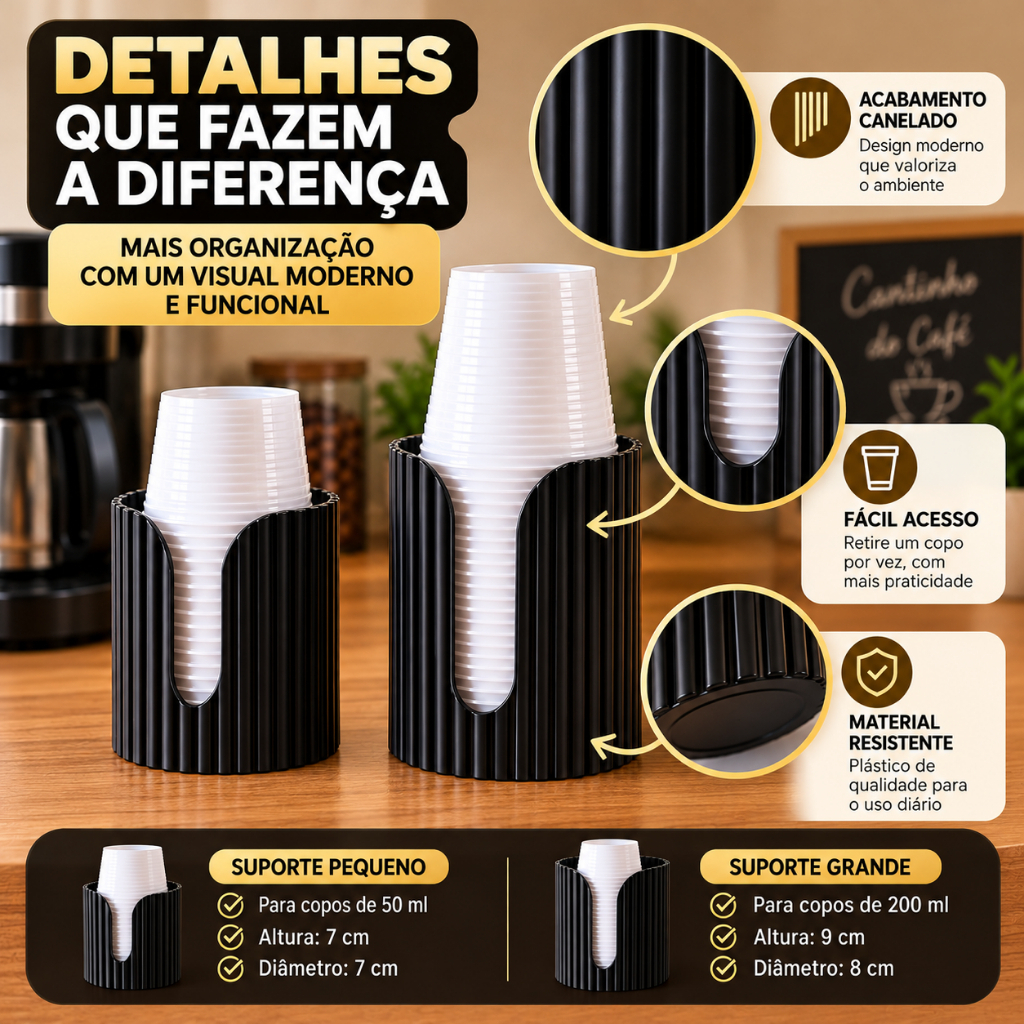 DETALHES
QUE FAZEM
A DIFERENÇA
MAIS ORGANIZAÇÃO
COM UM VISUAL MODERNO
E FUNCIONAL
ACABAMENTO
CANELADO
Design moderno
que valoriza
o ambiente
Cantinho
do Café
FÁCIL ACESSO
Retire um copo
por vez, com
mais praticidade
MATERIAL
RESISTENTE
Plástico de
qualidade para
o uso diário
SUPORTE PEQUENO
Para copos de 50 ml
Altura: 7 cm
Diâmetro: 7 cm
SUPORTE GRANDE
Para copos de 200 ml
Altura: 9 cm
Diâmetro: 8 cm